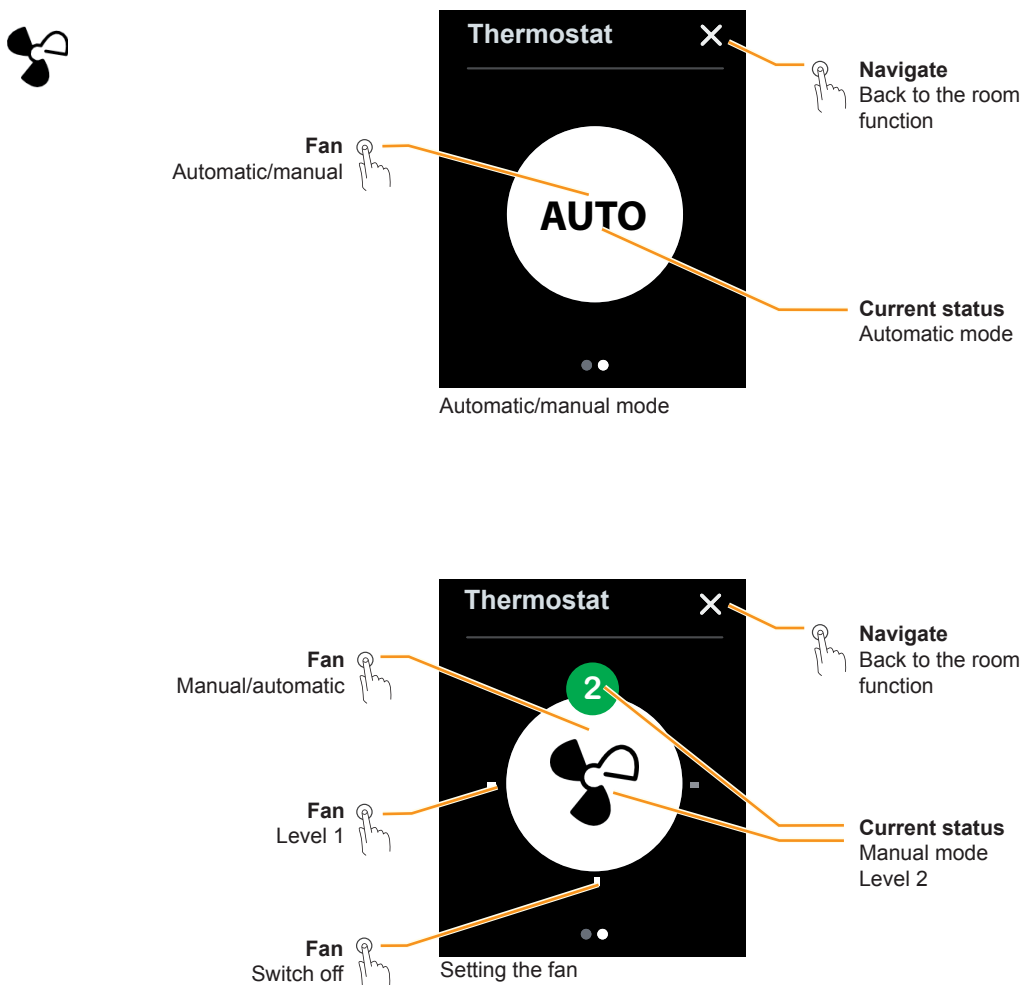 Thermostat
Navigate
Back to the room
function
Fan
Automatic/manual
AUTO
Current status
Automatic mode
Automatic/manual mode
Thermostat
Navigate
Back to the room
function
Fan
Manual/automatic
2
Fan
Level 1
Current status
Manual mode
Level 2
Fan
Switch off
Setting the fan